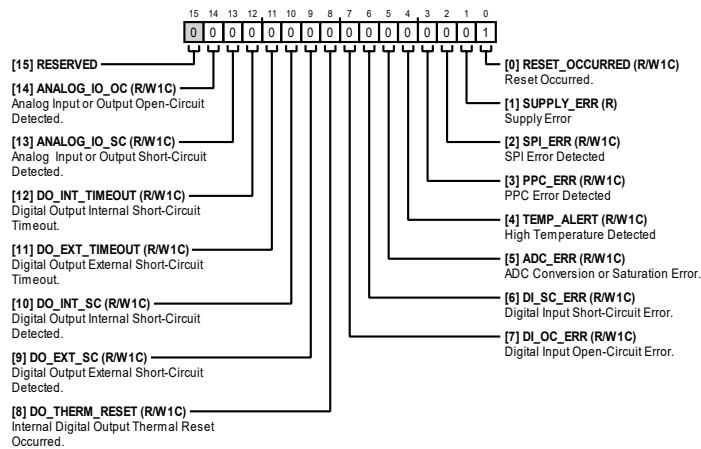 15 14 13 12 11 10 9 8 7 6 5 4 3 2 1 0
0 0 0 0 0 0 0 0 0 0 0 0 0 0 0 1
[15] RESERVED
[14] ANALOG_IO_OC (R/W1C)
Analog Input or Output Open-Circuit
Detected.
[13] ANALOG_IO_SC (R/W1C)
Analog Input or Output Short-Circuit
Detected.
[12] DO_INT_TIMEOUT (R/W1C)
Digital Output Internal Short-Circuit
Timeout.
[11] DO_EXT_TIMEOUT (R/W1C)
Digital Output External Short-Circuit
Timeout.
[10] DO_INT_SC (R/W1C)
Digital Output Internal Short-Circuit
Detected.
[9] DO_EXT_SC (R/W1C)
Digital Output External Short-Circuit
Detected.
[8] DO_THERM_RESET (R/W1C)
Internal Digital Output Thermal Reset
Occurred.
[0] RESET_OCCURRED (R/W1C)
Reset Occurred.
[1] SUPPLY_ERR (R)
Supply Error
[2] SPI_ERR (R/W1C)
SPI Error Detected
[3] PPC_ERR (R/W1C)
PPC Error Detected
[4] TEMP_ALERT (R/W1C)
High Temperature Detected
[5] ADC_ERR (R/W1C)
ADC Conversion or Saturation Error.
[6] DI_SC_ERR (R/W1C)
Digital Input Short-Circuit Error.
[7] DI_OC_ERR (R/W1C)
Digital Input Open-Circuit Error.